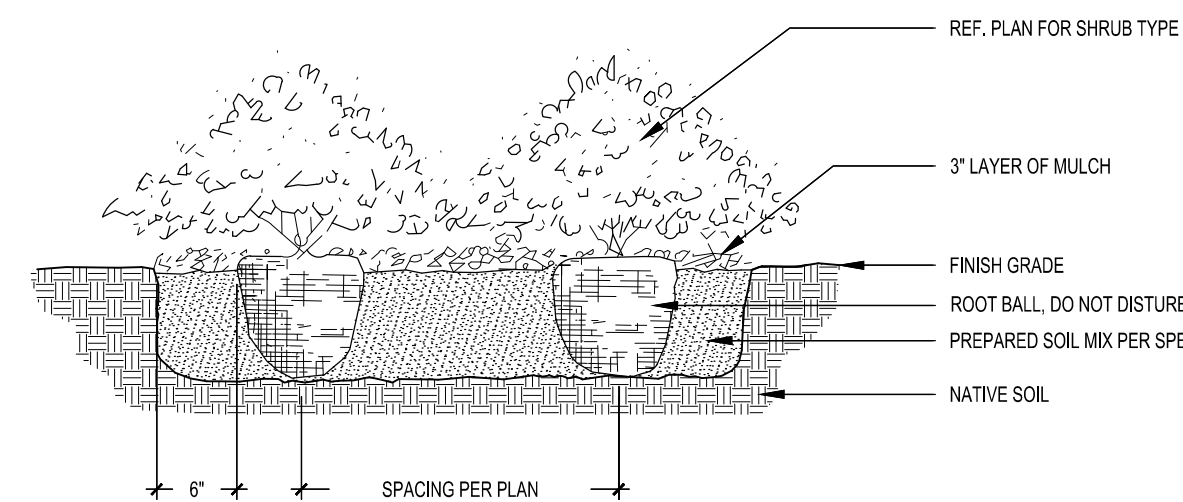 REF. PLAN FOR SHRUB TYPE
3" LAYER OF MULCH
FINISH GRADE
ROOT BALL, DO NOT DISTURB
PREPARED SOIL MIX PER SPE
NATIVE SOIL
6" SPACING PER PLAN